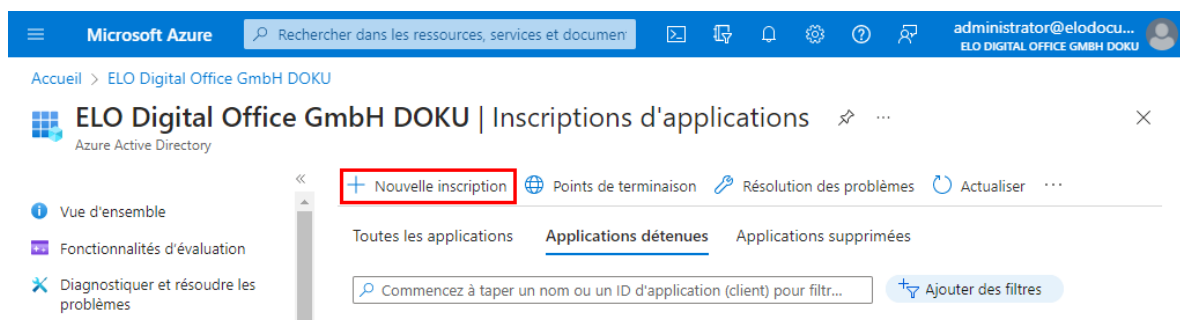 Microsoft Azure
Rechercher dans les ressources, services et documen
administrator@elodocu...
ELO DIGITAL OFFICE GMBH DOKU
Accueil > ELO Digital Office GmbH DOKU
ELO Digital Office GmbH DOKU | Inscriptions d'applications
Azure Active Directory
Nouvelle inscription
Points de terminaison
Résolution des problèmes
Actualiser
Vue d'ensemble
Fonctionnalités d'évaluation
Diagnostiquer et résoudre les
problèmes
Toutes les applications
Applications détenues
Applications supprimées
Commencez à taper un nom ou un ID d'application (client) pour filtr...
Ajouter des filtres